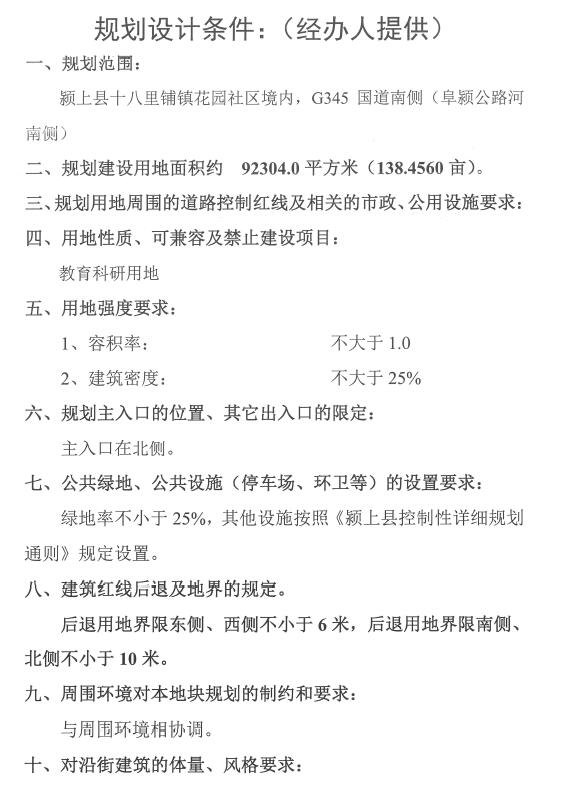 规划设计条件：（经办人提供）
一、规划范围：
颍上县十八里铺镇花园社区境内，G345 国道南侧（阜颍公路河
南侧）
二、规划建设用地面积约 92304.0 平方米（138.4560 亩）。
三、规划用地周围的道路控制红线及相关的市政、公用设施要求：
四、用地性质、可兼容及禁止建设项目：
教育科研用地
五、用地强度要求：
1、容积率： 不大于 1.0
2、建筑密度： 不大于 25%
六、规划主入口的位置、其它出入口的限定：
主入口在北侧。
七、公共绿地、公共设施（停车场、环卫等）的设置要求：
绿地率不小于 25%，其他设施按照《颍上县控制性详细规划
通则》规定设置。
八、建筑红线后退及地界的规定。
后退用地界限东侧、西侧不小于 6 米，后退用地界限南侧、
北侧不小于 10 米。
九、周围环境对本地块规划的制约和要求：
与周围环境相协调。
十、对沿街建筑的体量、风格要求：